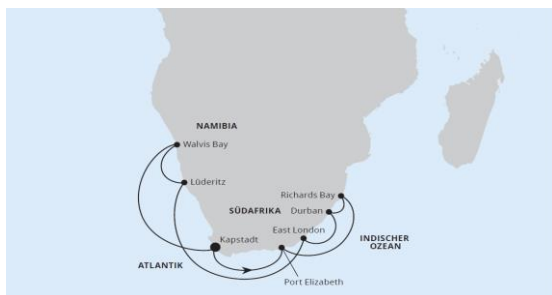 NAMIBIA
Walvis Bay
Lüderitz
Richards Bay
SÜDAFRIKA
Durban
East London
Kapstadt
INDISCHER
OZEAN
ATLANTIK
Port Elizabeth